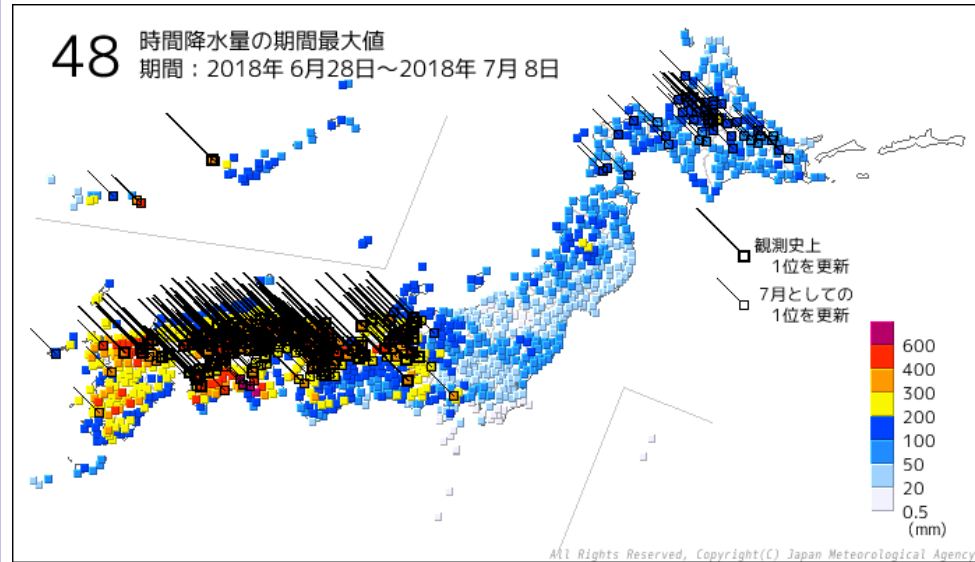 48 時間降水量の期間最大値
期間：2018年 6月28日～2018年 7月 8日
観測史上
1位を更新
7月としての
1位を更新
600
400
300
200
100
50
20
0.5
(mm)
All Rights Reserved, Copyright(C) Japan Meteorological Agency